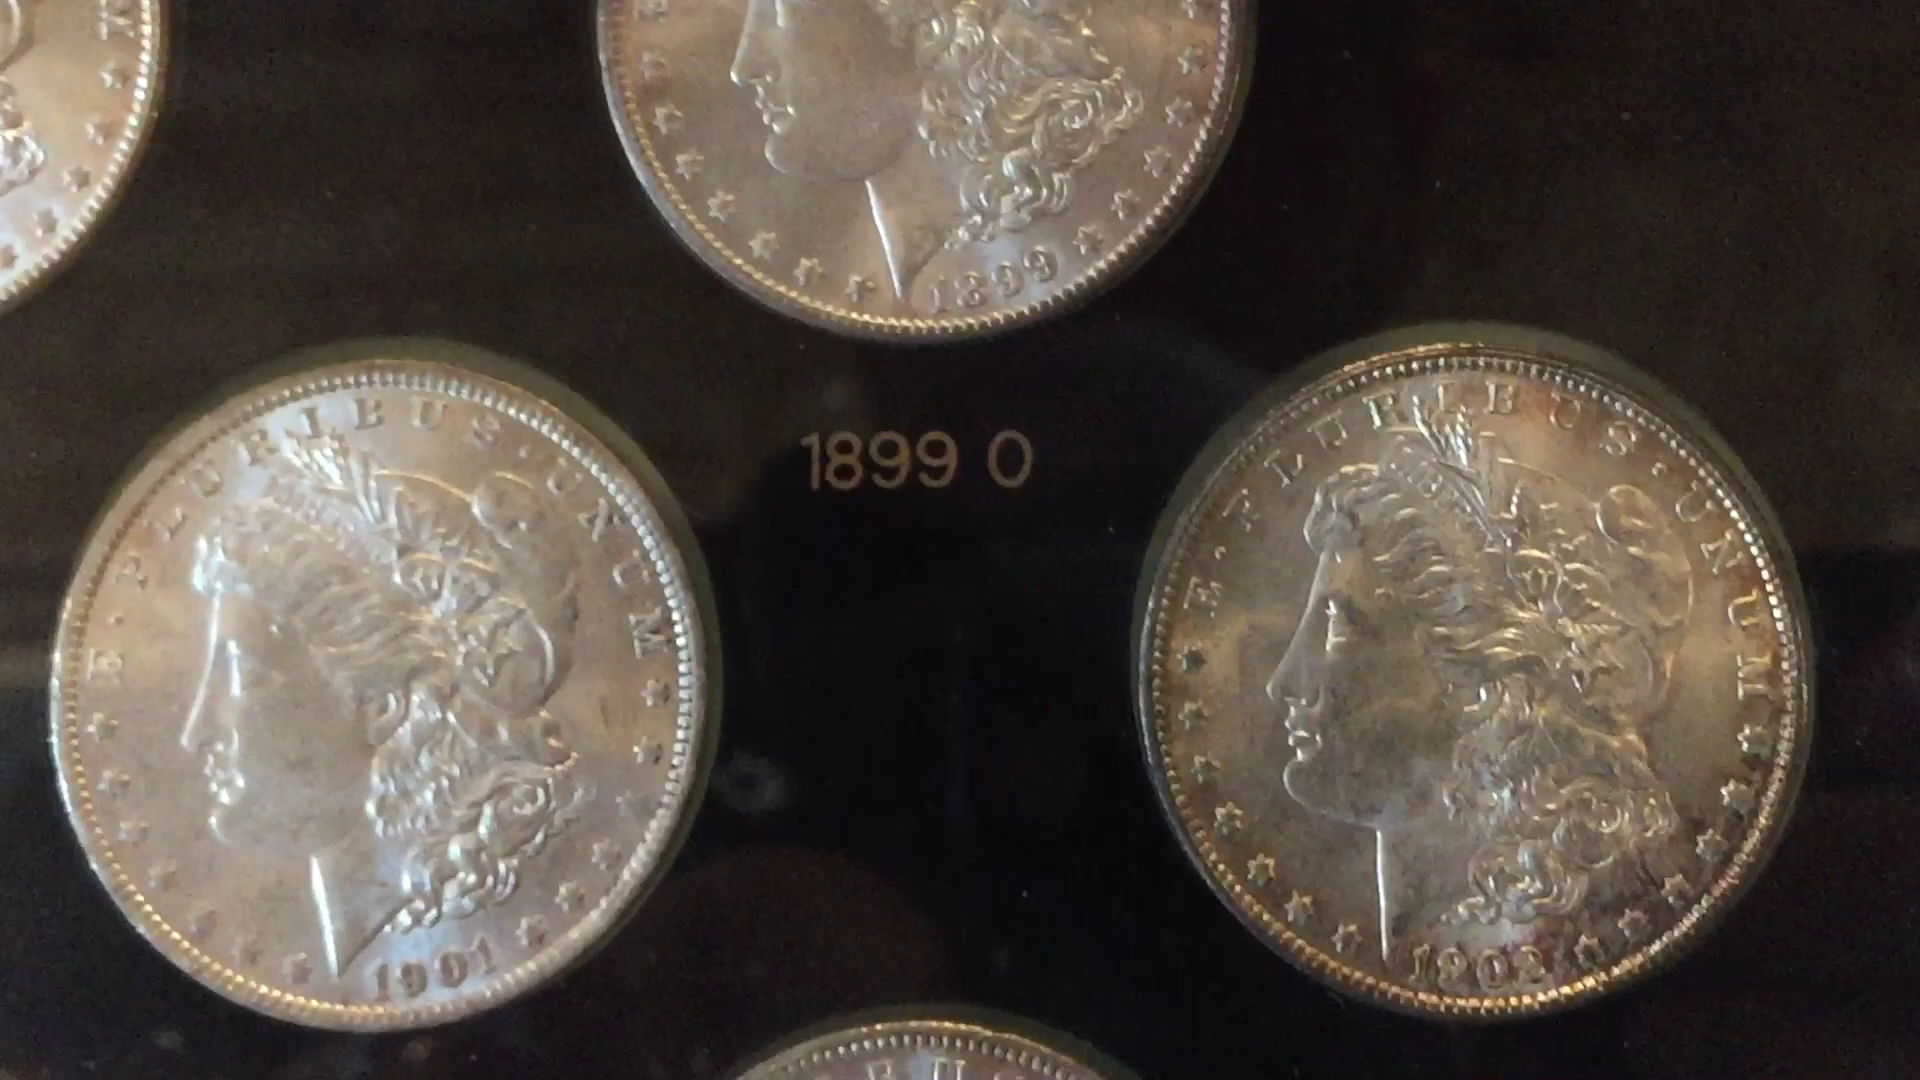 1899
1899 O
E · PLURIBUS · UNUM
1901
E · PLURIBUS · UNUM
1902